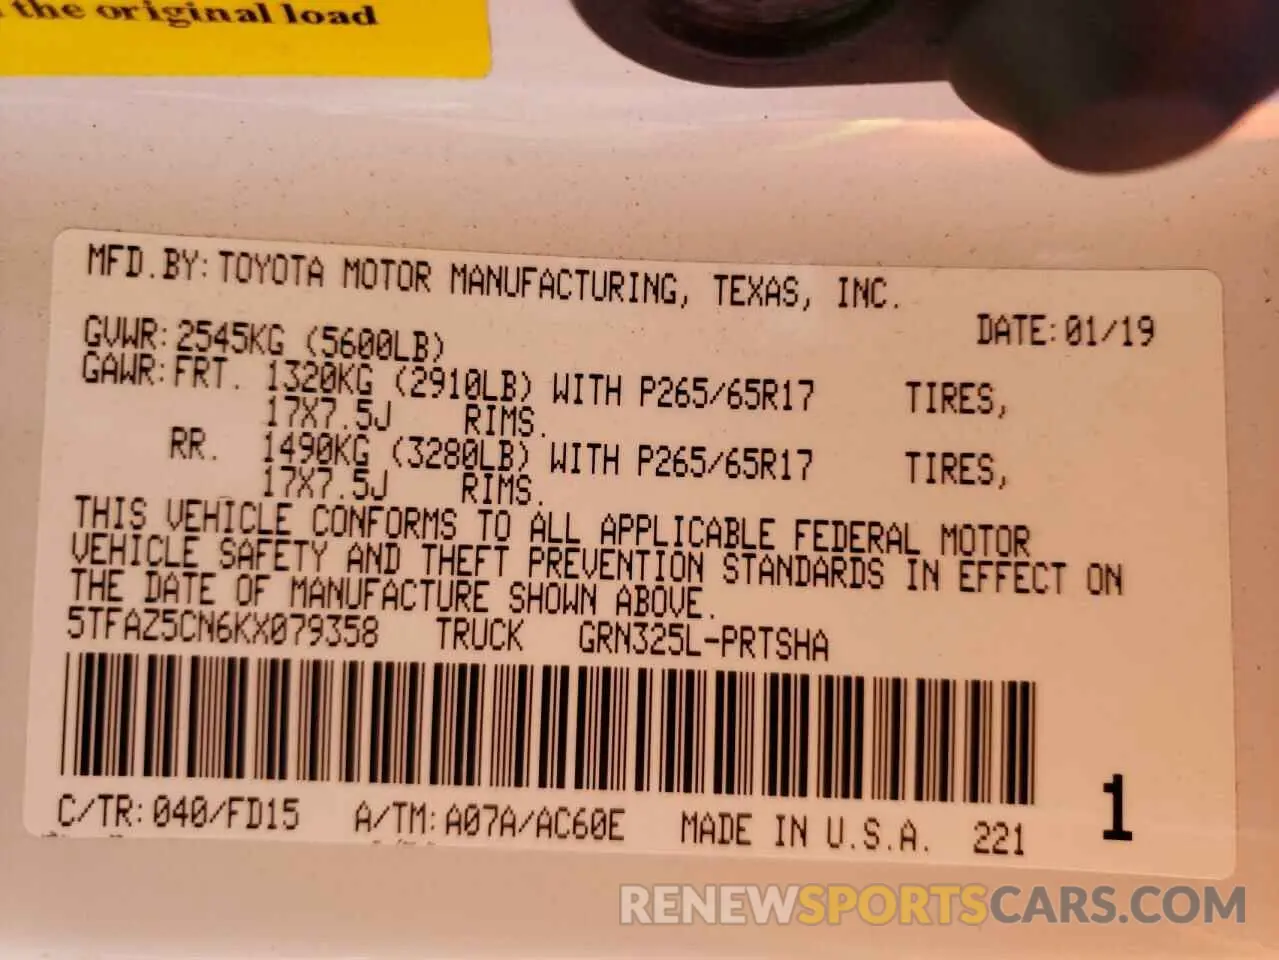 the original load
MFD.BY:TOYOTA MOTOR MANUFACTURING, TEXAS, INC.
GVWR:2545KG (5600LB) DATE:01/19
GAWR:FRT. 1320KG (2910LB) WITH P265/65R17 TIRES,
17X7.5J RIMS.
RR. 1490KG (3280LB) WITH P265/65R17 TIRES,
17X7.5J RIMS.
THIS VEHICLE CONFORMS TO ALL APPLICABLE FEDERAL MOTOR
VEHICLE SAFETY AND THEFT PREVENTION STANDARDS IN EFFECT ON
THE DATE OF MANUFACTURE SHOWN ABOVE.
5TFAZ5CN6KX079358 TRUCK GRN325L-PRTSHA
C/TR:040/FD15 A/TM:A07A/AC60E MADE IN U.S.A. 221 1
RENEWSPORTSCARS.COM